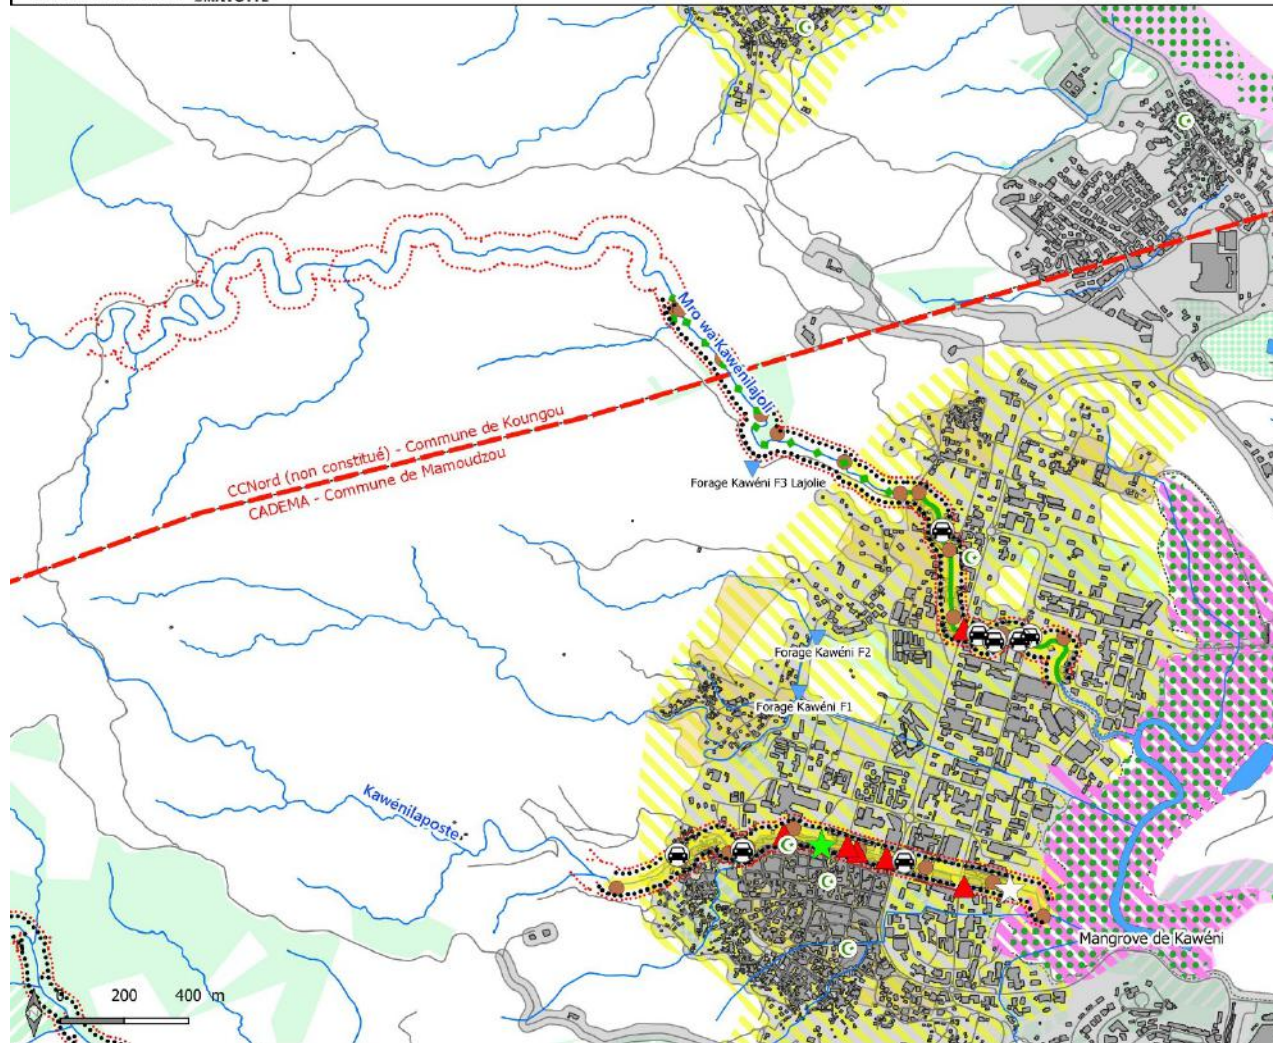 Mro wa Kawénilajoli
CCNord (non constitué) - Commune de Koungou
CADEMA - Commune de Mamoudzou
Forage Kawéni F3 Lajolie
Forage Kawéni F2
Forage Kawéni F1
Kawénilaposte
Mangrove de Kawéni
0 200 400 m